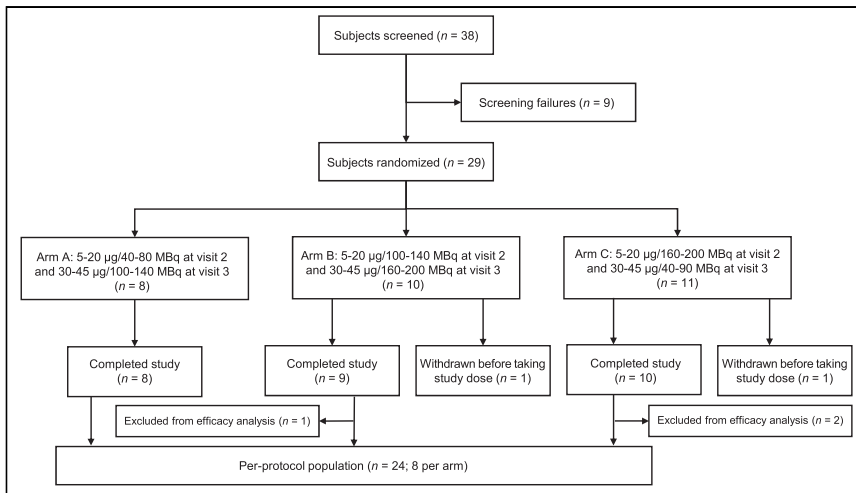 Subjects screened (n = 38)
Screening failures (n = 9)
Subjects randomized (n = 29)
Arm A: 5-20 µg/40-80 MBq at visit 2
and 30-45 µg/100-140 MBq at visit 3
(n = 8)
Arm B: 5-20 µg/100-140 MBq at visit 2
and 30-45 µg/160-200 MBq at visit 3
(n = 10)
Arm C: 5-20 µg/160-200 MBq at visit 2
and 30-45 µg/40-90 MBq at visit 3
(n = 11)
Completed study
(n = 8)
Completed study
(n = 9)
Withdrawn before taking
study dose (n = 1)
Completed study
(n = 10)
Withdrawn before taking
study dose (n = 1)
Excluded from efficacy analysis (n = 1)
Excluded from efficacy analysis (n = 2)
Per-protocol population (n = 24; 8 per arm)